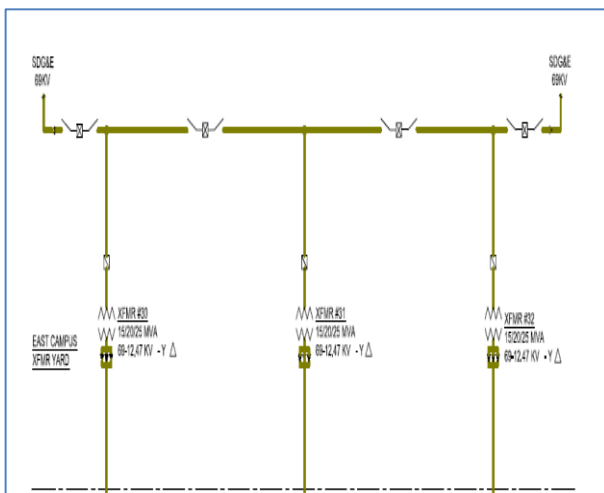 SDG&E
69KV
SDG&E
69KV
XFMR #30
15/20/25 MVA
69-12.47 KV - Y △
XFMR #31
15/20/25 MVA
69-12.47 KV - Y △
XFMR #32
15/20/25 MVA
69-12.47 KV - Y △
EAST CAMPUS
XFMR YARD